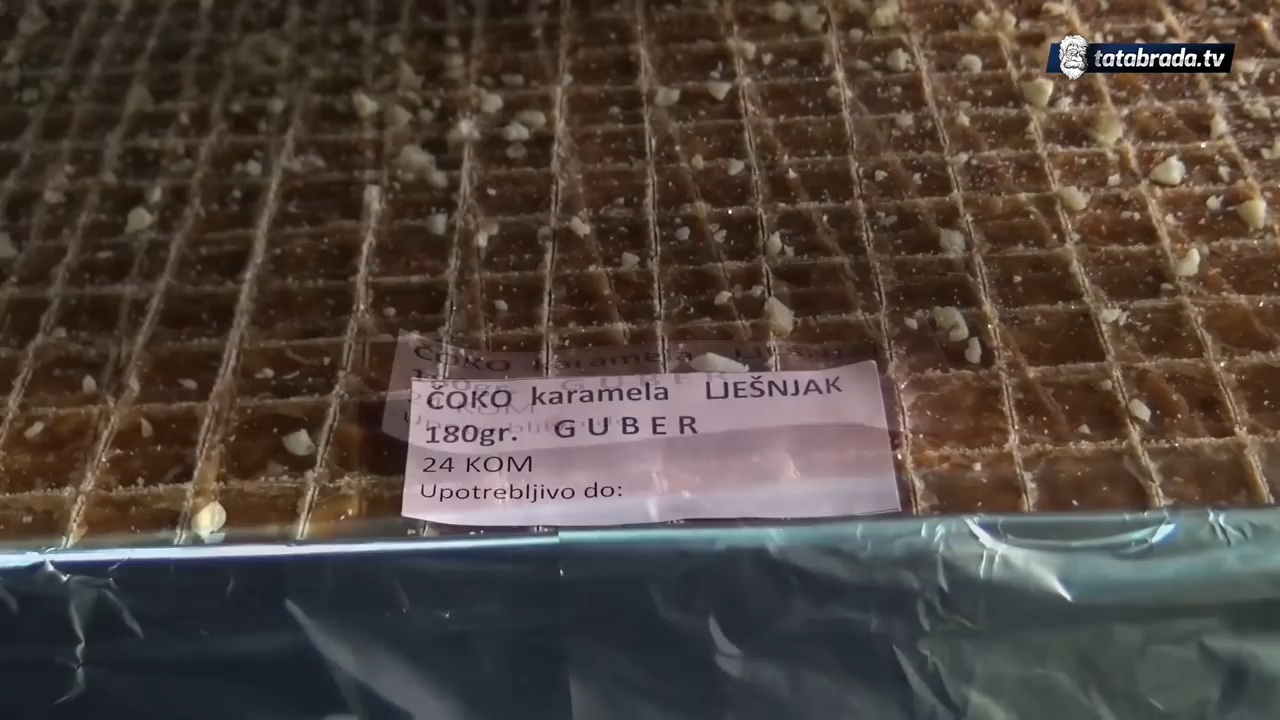 tatabrada.tv
ČOKO karamela LJEŠNJAK
180gr. GUBER
24 KOM
Upotrebljivo do: